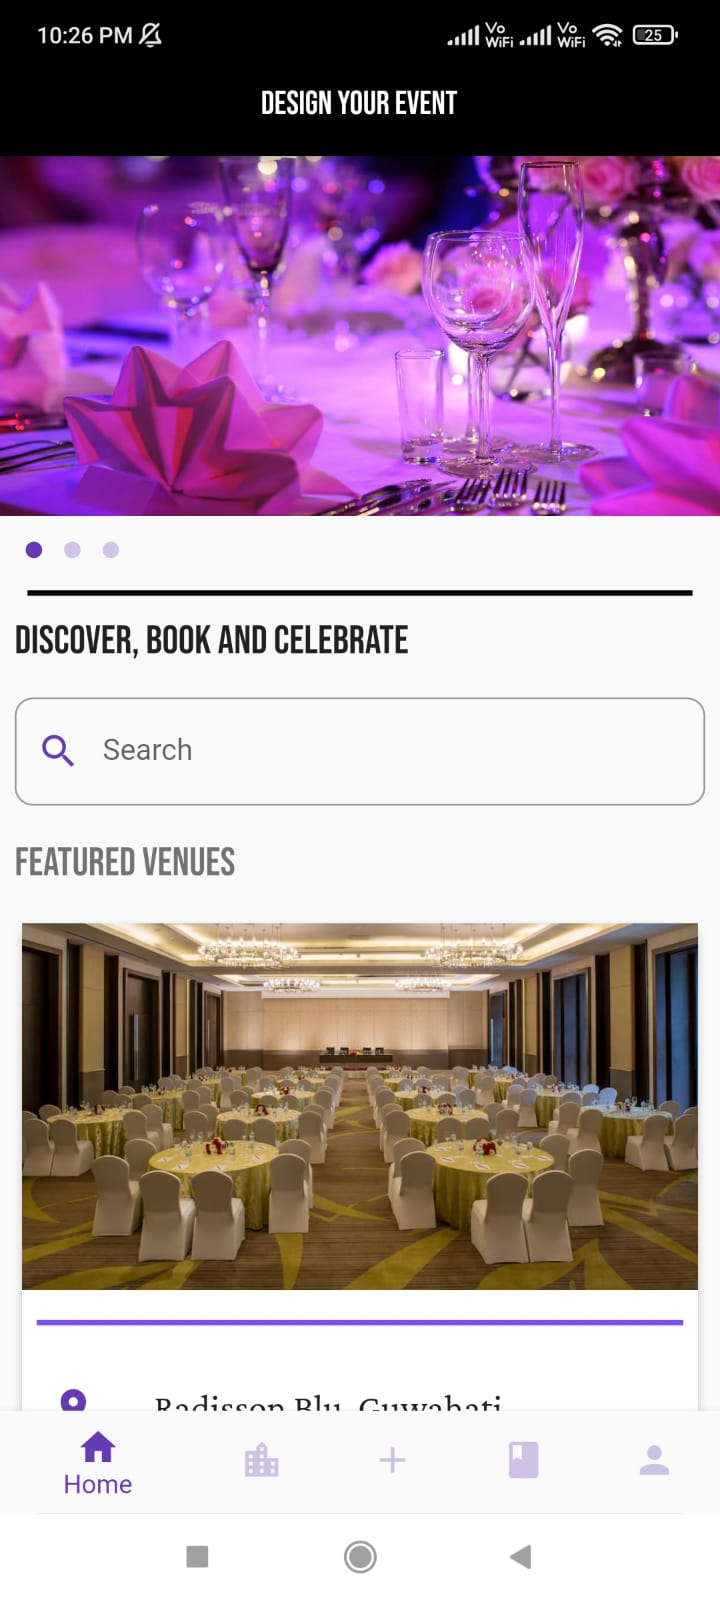 10:26 PM Vo WiFi Vo WiFi 25
DESIGN YOUR EVENT
DISCOVER, BOOK AND CELEBRATE
Search
FEATURED VENUES
Radisson Blu, Guwahati
Home